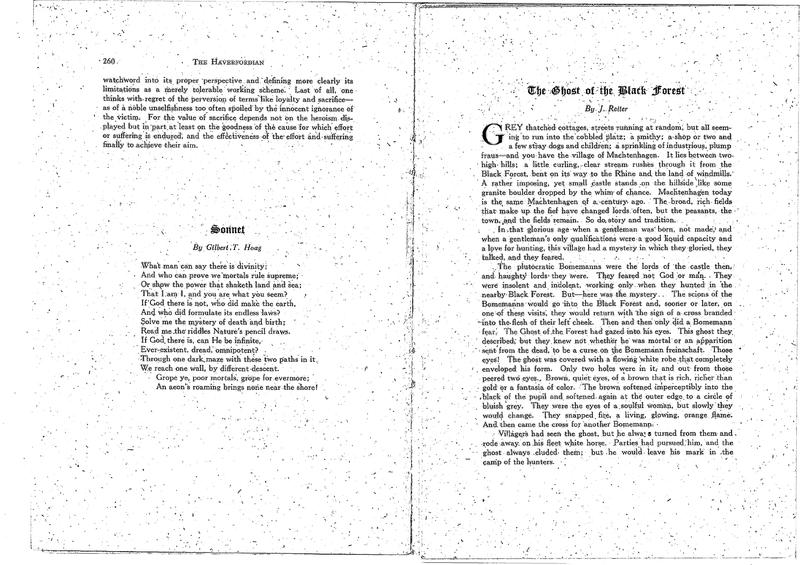 260
THE HAVERFORDIAN
watchword into its proper perspective and defining more clearly its
limitations as a merely tolerable working scheme. Last of all, one
thinks with regret of the perversion of terms like loyalty and sacrifice—
as of a noble unselfishness too often spoiled by the innocent ignorance of
the victim. For the value of sacrifice depends not on the heroism dis-
played but in part at least on the goodness of the cause for which effort
or suffering is endured, and the effectiveness of the effort and suffering
finally to achieve their aim.
Sonnet
By Gilbert T. Hoag
What man can say there is divinity;
And who can prove we mortals rule supreme;
Or show the power that shaketh land and sea;
That I am I, and you are what you seem?
If God there is not, who did make the earth,
And who did formulate its endless laws?
Solve me the mystery of death and birth;
Read me the riddles Nature's pencil draws.
If God there is, can He be infinite,
Ever-existent, dread, omnipotent?
Through one dark maze with these two paths in it
We reach one wall, by different descent.
Grope ye, poor mortals, grope for evermore;
An aeon's roaming brings none near the shore!
The Ghost of the Black Forest
By J. Reiter
GREY thatched cottages, streets running at random, but all seem-
ing to run into the cobbled platz; a smithy; a shop or two and
a few stray dogs and children; a sprinkling of industrious, plump
fraus—and you have the village of Machtenhagen. It lies between two
high hills; a little curling, clear stream rushes through it from the
Black Forest, bent on its way to the Rhine and the land of windmills.
A rather imposing, yet small castle stands on the hillside like some
granite boulder dropped by the whim of chance. Machtenhagen today
is the same Machtenhagen of a century ago. The broad, rich fields
that make up the fief have changed lords often, but the peasants, the
town, and the fields remain. So do story and tradition.
In that glorious age when a gentleman was born, not made, and
when a gentleman's only qualifications were a good liquid capacity and
a love for hunting, this village had a mystery in which they gloried, they
talked, and they feared.
The plutocratic Bomemanns were the lords of the castle then,
and haughty lords they were. They feared not God or man. They
were insolent and indolent, working only when they hunted in the
nearby Black Forest. But—here was the mystery. The scions of the
Bomemanns would go into the Black Forest and, sooner or later, on
one of these visits, they would return with the sign of a cross branded
into the flesh of their left cheek. Then and then only did a Bomemann
fear. The Ghost of the Forest had gazed into his eyes. This ghost they
described, but they knew not whether he was mortal or an apparition
sent from the dead, to be a curse on the Bomemann freinschaft. Those
eyes! The ghost was covered with a flowing white robe that completely
enveloped his form. Only two holes were in it, and out from those
peered two eyes. Brown, quiet eyes, of a brown that is rich, richer than
gold or a fantasia of color. The brown softened imperceptibly into the
black of the pupil and softened again at the outer edge to a circle of
bluish grey. They were the eyes of a soulful woman, but slowly they
would change. They snapped fire, a living, glowing, orange flame.
And then came the cross for another Bomemann.
Villagers had seen the ghost, but he always turned from them and
rode away on his fleet white horse. Parties had pursued him, and the
ghost always eluded them; but he would leave his mark in the
camp of the hunters.